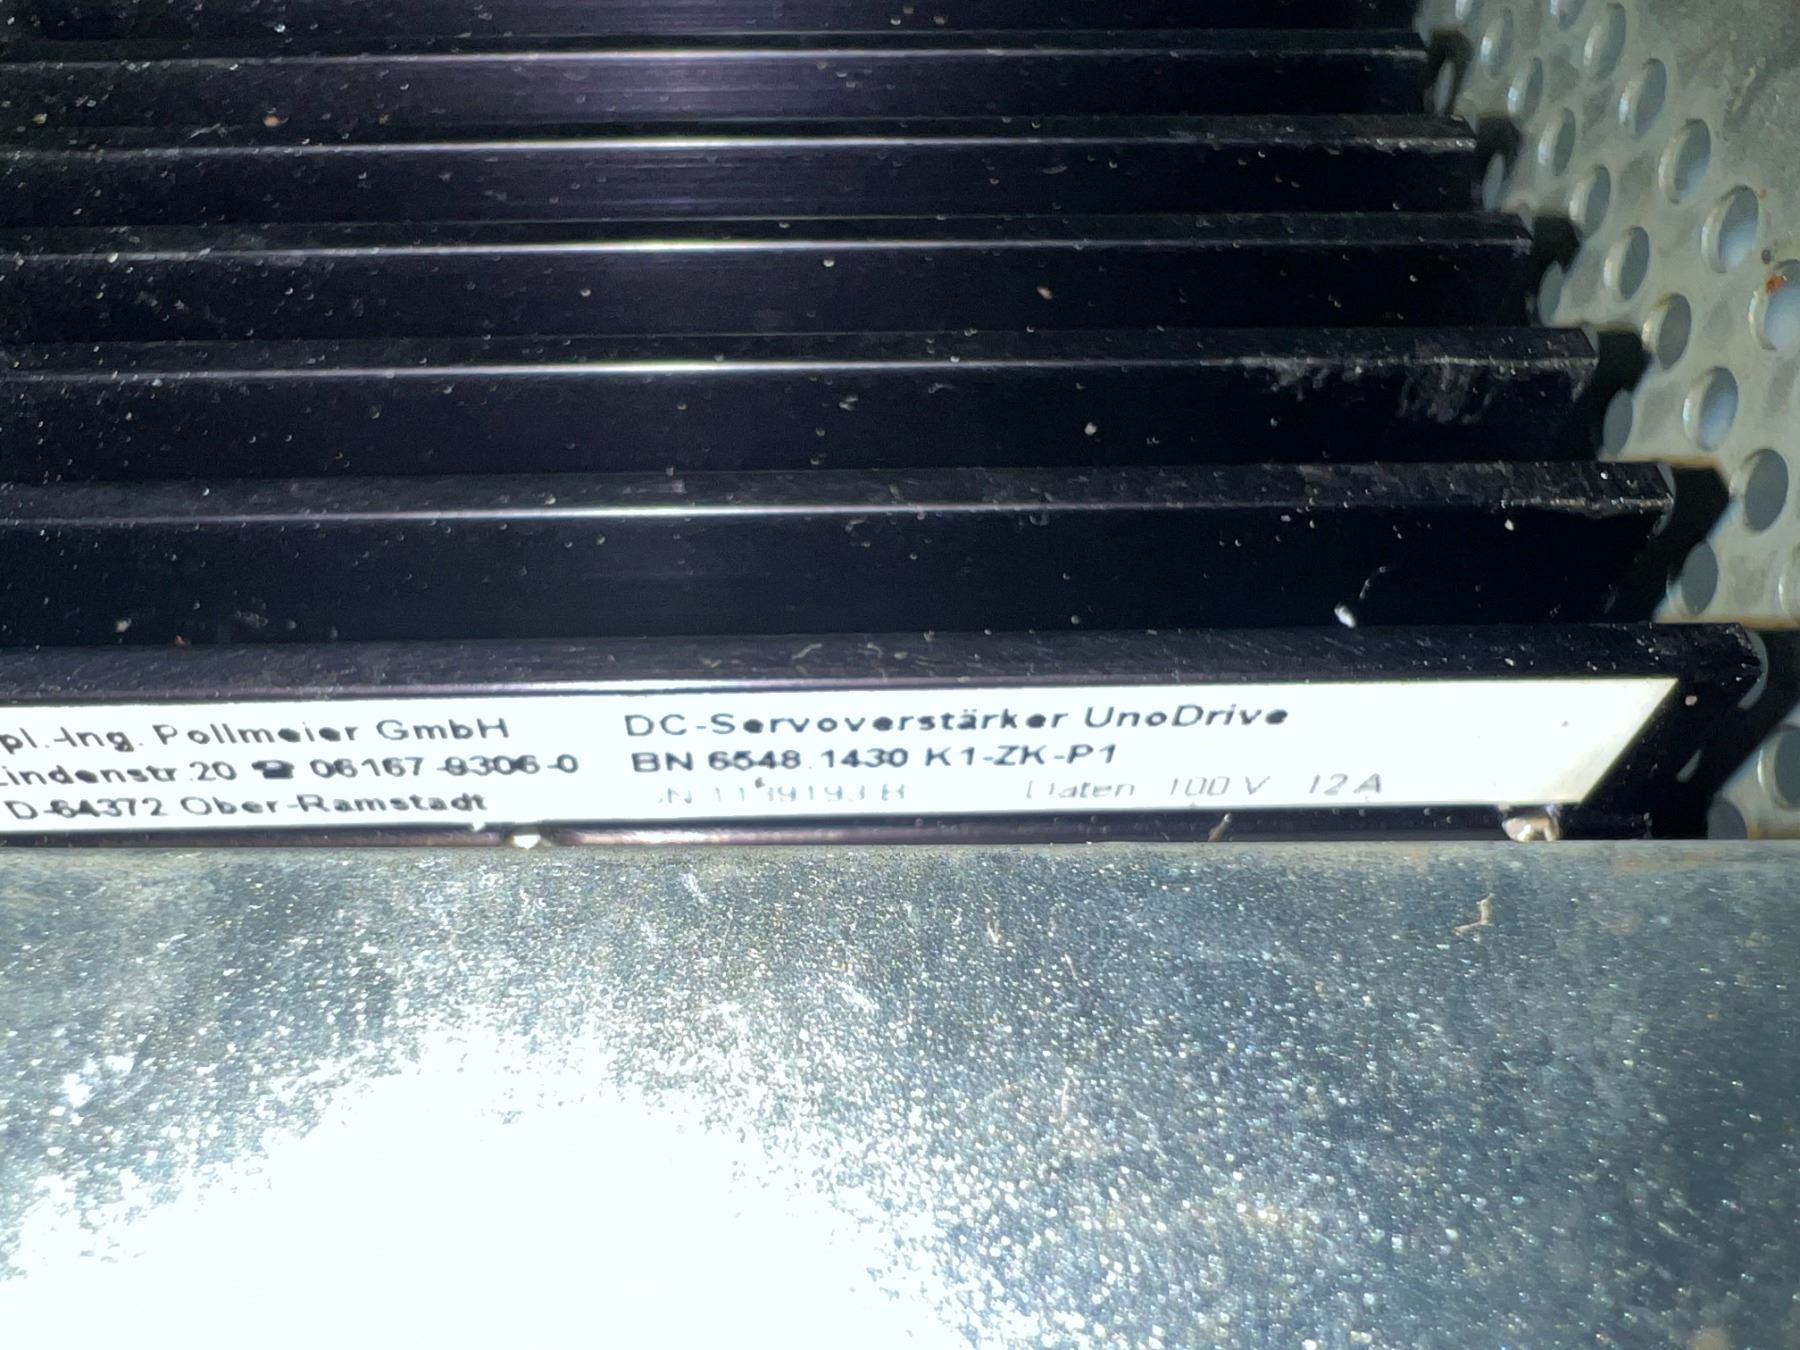 pl.-Ing. Pollmeier GmbH
Lindenstr. 20 ☎ 06167-9306-0
D-64372 Ober-Ramstadt
DC-Servoverstärker UnoDrive
BN 6548.1430 K1-ZK-P1
Daten 100 V 12 A